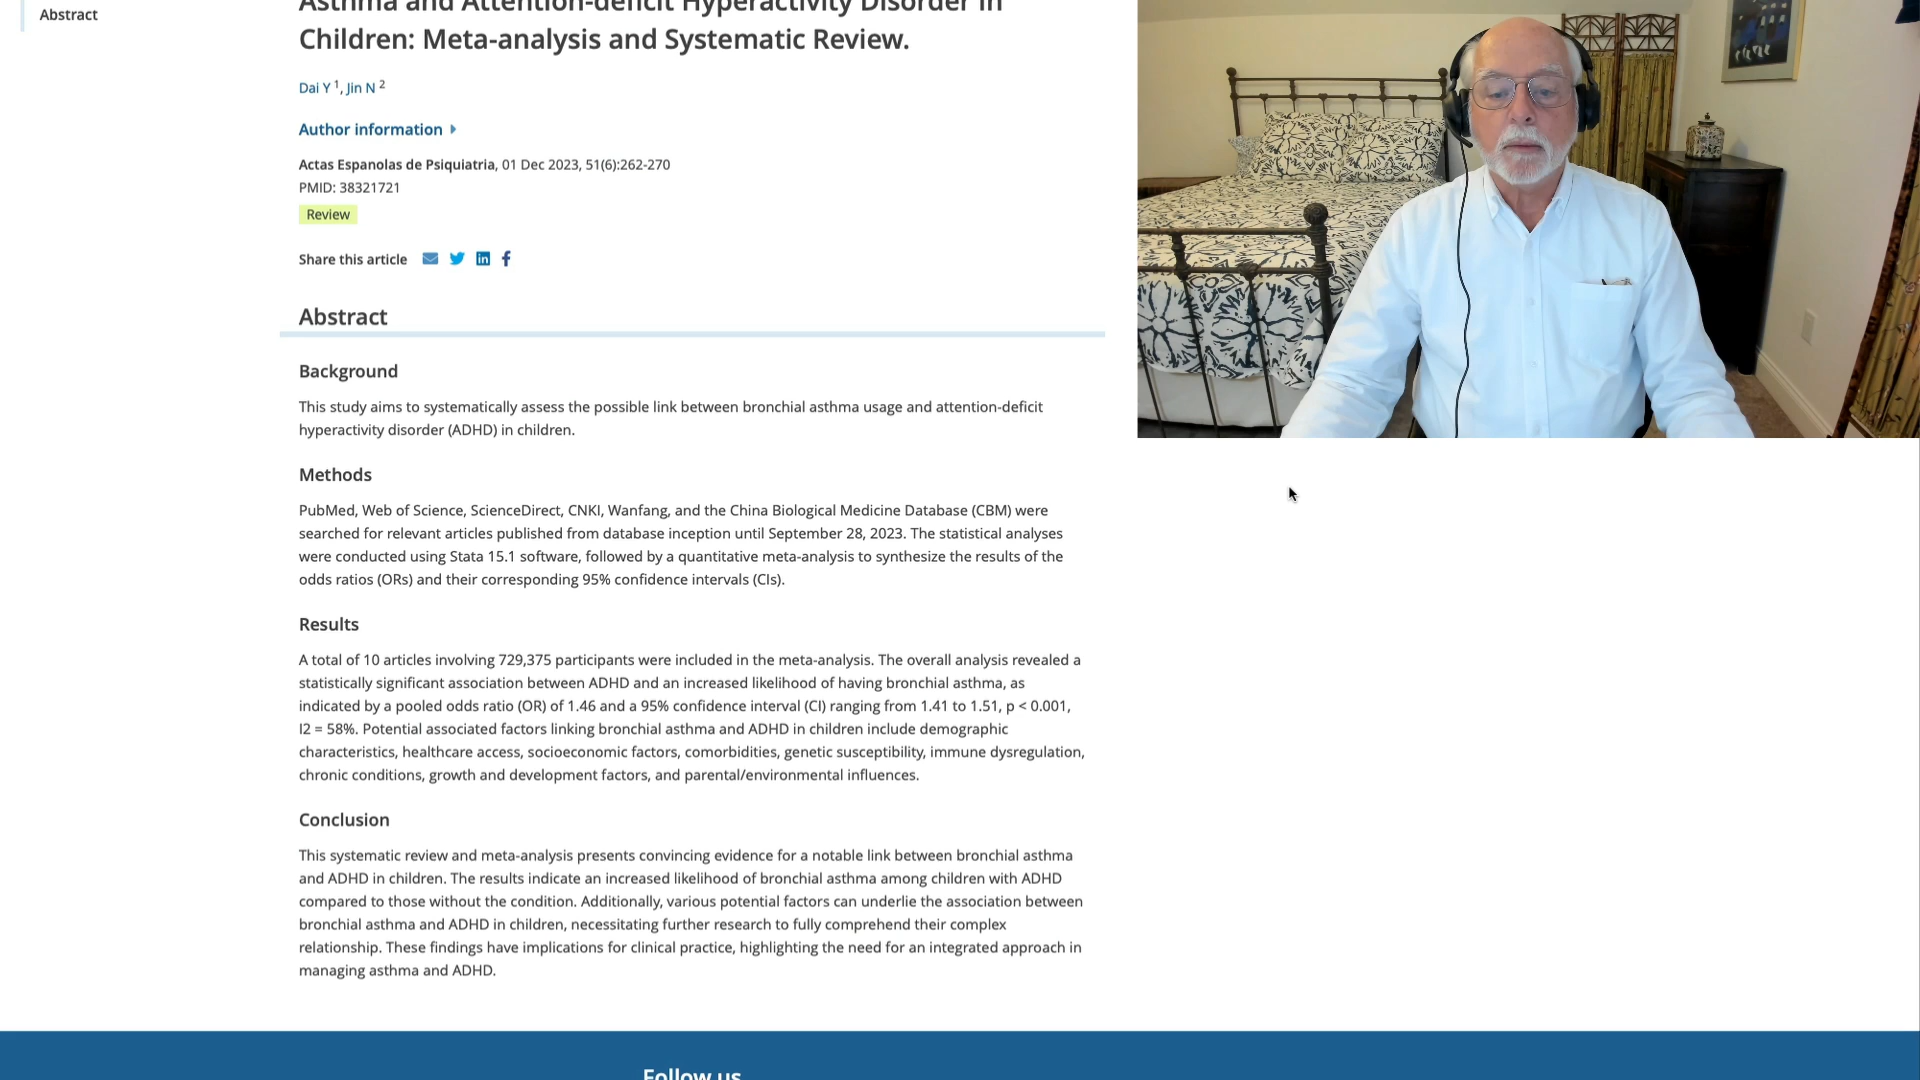 Abstract
Asthma and Attention-deficit Hyperactivity Disorder in
Children: Meta-analysis and Systematic Review.
Dai Y 1, Jin N 2
Author information
Actas Espanolas de Psiquiatria, 01 Dec 2023, 51(6):262-270
PMID: 38321721
Review
Share this article
Abstract
Background
This study aims to systematically assess the possible link between bronchial asthma usage and attention-deficit
hyperactivity disorder (ADHD) in children.
Methods
PubMed, Web of Science, ScienceDirect, CNKI, Wanfang, and the China Biological Medicine Database (CBM) were
searched for relevant articles published from database inception until September 28, 2023. The statistical analyses
were conducted using Stata 15.1 software, followed by a quantitative meta-analysis to synthesize the results of the
odds ratios (ORs) and their corresponding 95% confidence intervals (CIs).
Results
A total of 10 articles involving 729,375 participants were included in the meta-analysis. The overall analysis revealed a
statistically significant association between ADHD and an increased likelihood of having bronchial asthma, as
indicated by a pooled odds ratio (OR) of 1.46 and a 95% confidence interval (CI) ranging from 1.41 to 1.51, p < 0.001,
I2 = 58%. Potential associated factors linking bronchial asthma and ADHD in children include demographic
characteristics, healthcare access, socioeconomic factors, comorbidities, genetic susceptibility, immune dysregulation,
chronic conditions, growth and development factors, and parental/environmental influences.
Conclusion
This systematic review and meta-analysis presents convincing evidence for a notable link between bronchial asthma
and ADHD in children. The results indicate an increased likelihood of bronchial asthma among children with ADHD
compared to those without the condition. Additionally, various potential factors can underlie the association between
bronchial asthma and ADHD in children, necessitating further research to fully comprehend their complex
relationship. These findings have implications for clinical practice, highlighting the need for an integrated approach in
managing asthma and ADHD.
Follow us